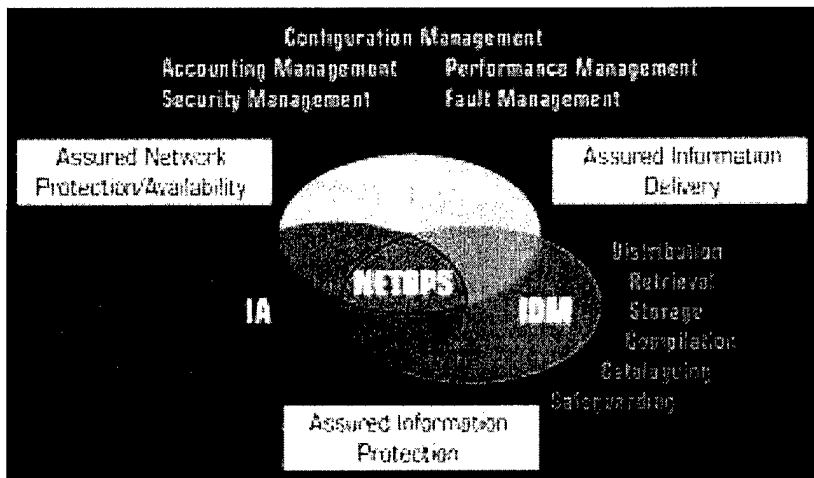 Configuration Management
Accounting Management Performance Management
Security Management Fault Management
Assured Network
Protection/Availability
Assured Information
Delivery
NETOPS
IA
IDM
Distribution
Retrieval
Storage
Compilation
Cataloguing
Safeguarding
Assured Information
Protection